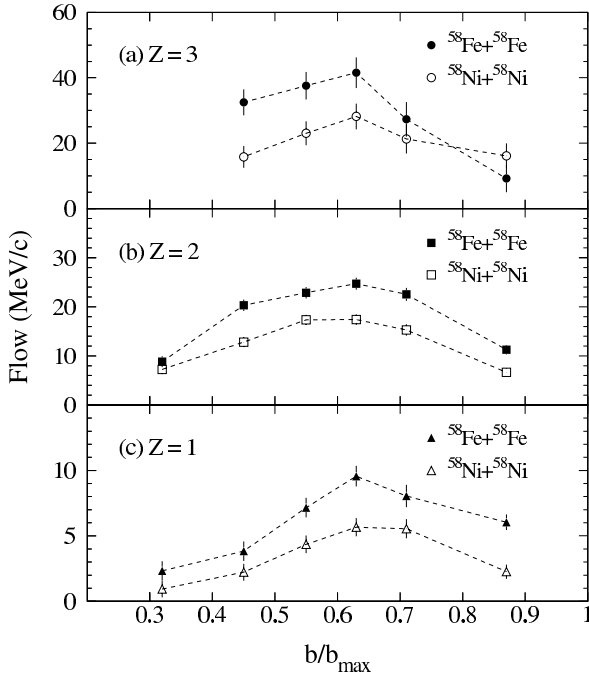 60
(a) Z = 3
⁵⁸Fe+⁵⁸Fe
⁵⁸Ni+⁵⁸Ni
40
20
0
Flow (MeV/c)
(b) Z = 2
⁵⁸Fe+⁵⁸Fe
⁵⁸Ni+⁵⁸Ni
30
20
10
0
(c) Z = 1
⁵⁸Fe+⁵⁸Fe
⁵⁸Ni+⁵⁸Ni
10
5
0
0.3 0.4 0.5 0.6 0.7 0.8 0.9 1
b/b_max